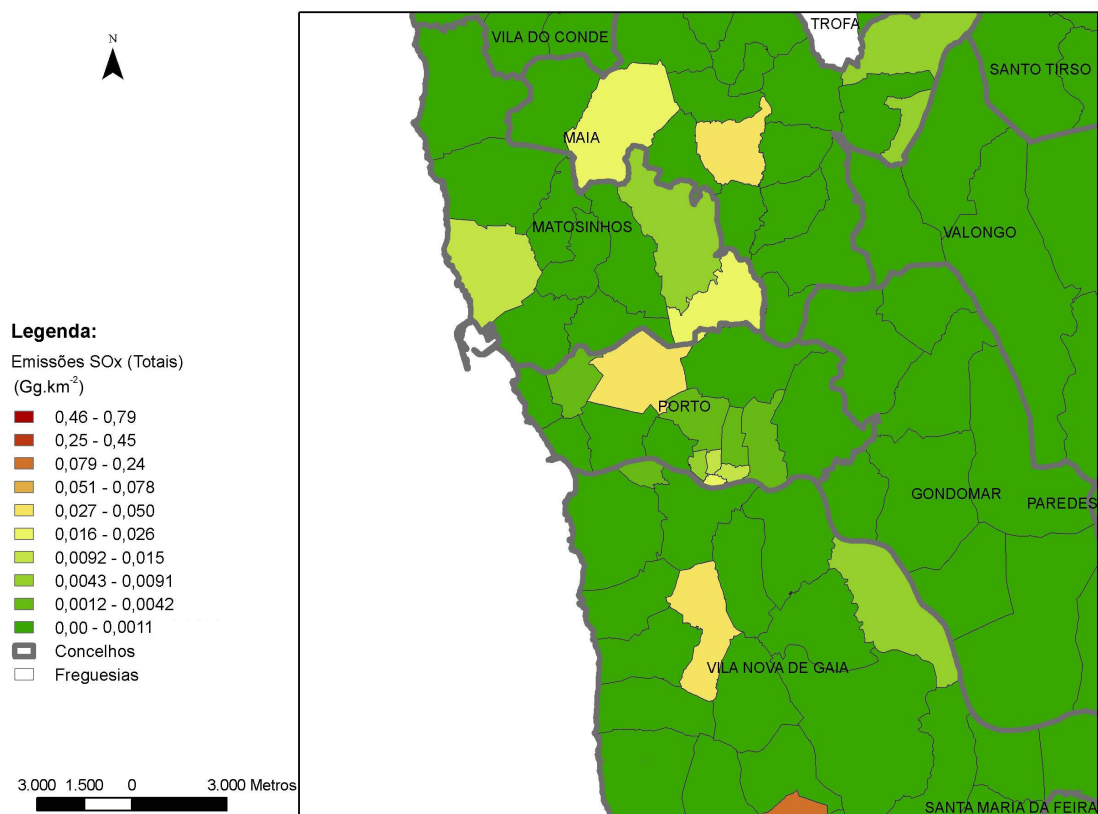 N
TROFA
VILA DO CONDE
SANTO TIRSO
MAIA
MATOSINHOS
VALONGO
PORTO
GONDOMAR
PAREDES
VILA NOVA DE GAIA
SANTA MARIA DA FEIRA
Legenda:
Emissões SOx (Totais)
(Gg.km-2)
0,46 - 0,79
0,25 - 0,45
0,079 - 0,24
0,051 - 0,078
0,027 - 0,050
0,016 - 0,026
0,0092 - 0,015
0,0043 - 0,0091
0,0012 - 0,0042
0,00 - 0,0011
Concelhos
Freguesias
3.000 1.500 0 3.000 Metros